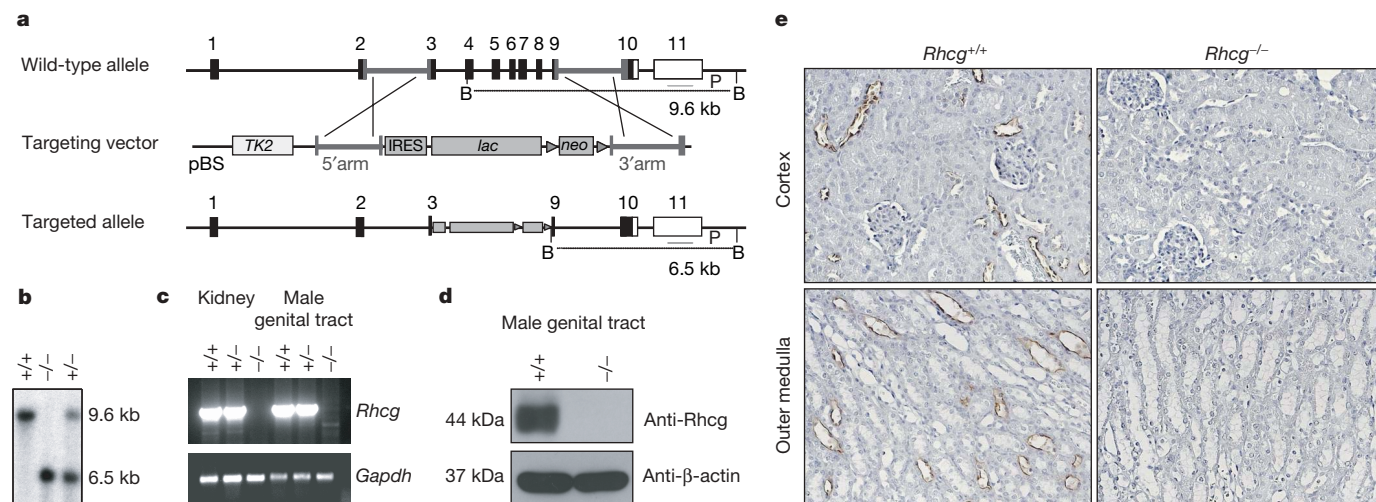 a
1 2 3 4 5 6 7 8 9 10 11
Wild-type allele
P
B B
9.6 kb
Targeting vector
TK2 IRES lac neo
pBS 5′arm 3′arm
1 2 3 9 10 11
Targeted allele
P
B B
6.5 kb
b
+/+ –/– +/–
9.6 kb
6.5 kb
c
Kidney Male
genital tract
+/+ +/– –/– +/+ +/– –/–
Rhcg
Gapdh
d
Male genital tract
+/+ –/–
44 kDa Anti-Rhcg
37 kDa Anti-β-actin
e
Rhcg+/+ Rhcg–/–
Cortex
Outer medulla